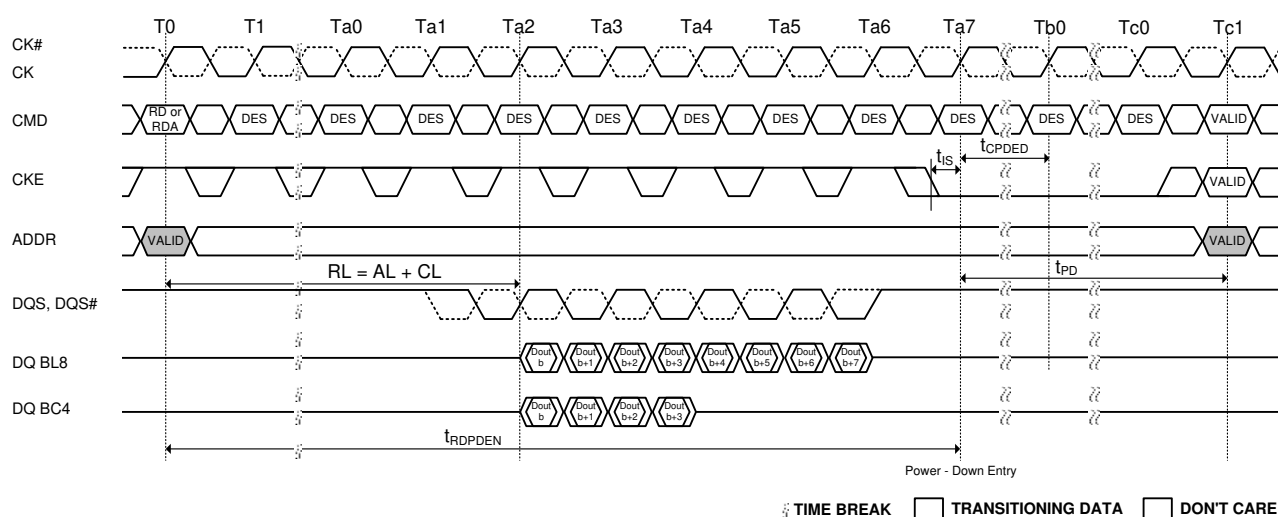 T0 T1 Ta0 Ta1 Ta2 Ta3 Ta4 Ta5 Ta6 Ta7 Tb0 Tc0 Tc1
CK#
CK
CMD RD or RDA DES DES DES DES DES DES DES DES DES DES DES VALID
tIS tCPDED
CKE VALID
ADDR VALID VALID
RL = AL + CL tPD
DQS, DQS#
DQ BL8 Dout b Dout b+1 Dout b+2 Dout b+3 Dout b+4 Dout b+5 Dout b+6 Dout b+7
DQ BC4 Dout b Dout b+1 Dout b+2 Dout b+3
tRDPDEN
Power - Down Entry
TIME BREAK TRANSITIONING DATA DON'T CARE